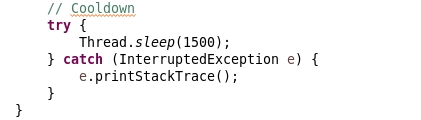 // Cooldown
try {
Thread.sleep(1500);
} catch (InterruptedException e) {
e.printStackTrace();
}
}